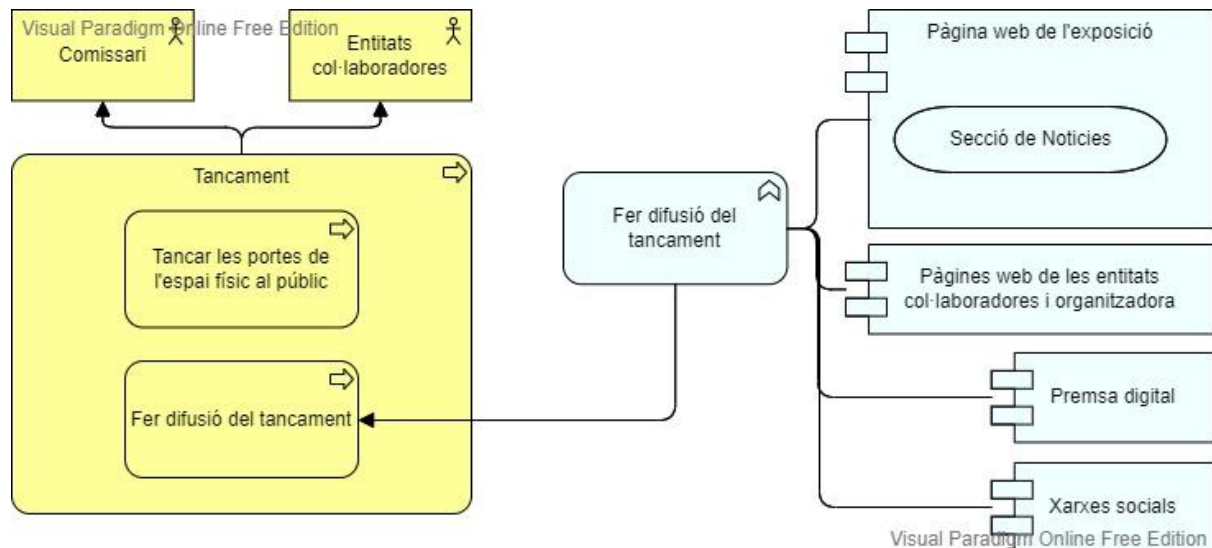 Visual Paradigm Online Free Edition
Comissari
Entitats
col·laboradores
Tancament
Tancar les portes de
l'espai físic al públic
Fer difusió del tancament
Fer difusió del
tancament
Pàgina web de l'exposició
Secció de Noticies
Pàgines web de les entitats
col·laboradores i organitzadora
Premsa digital
Xarxes socials
Visual Paradigm Online Free Edition